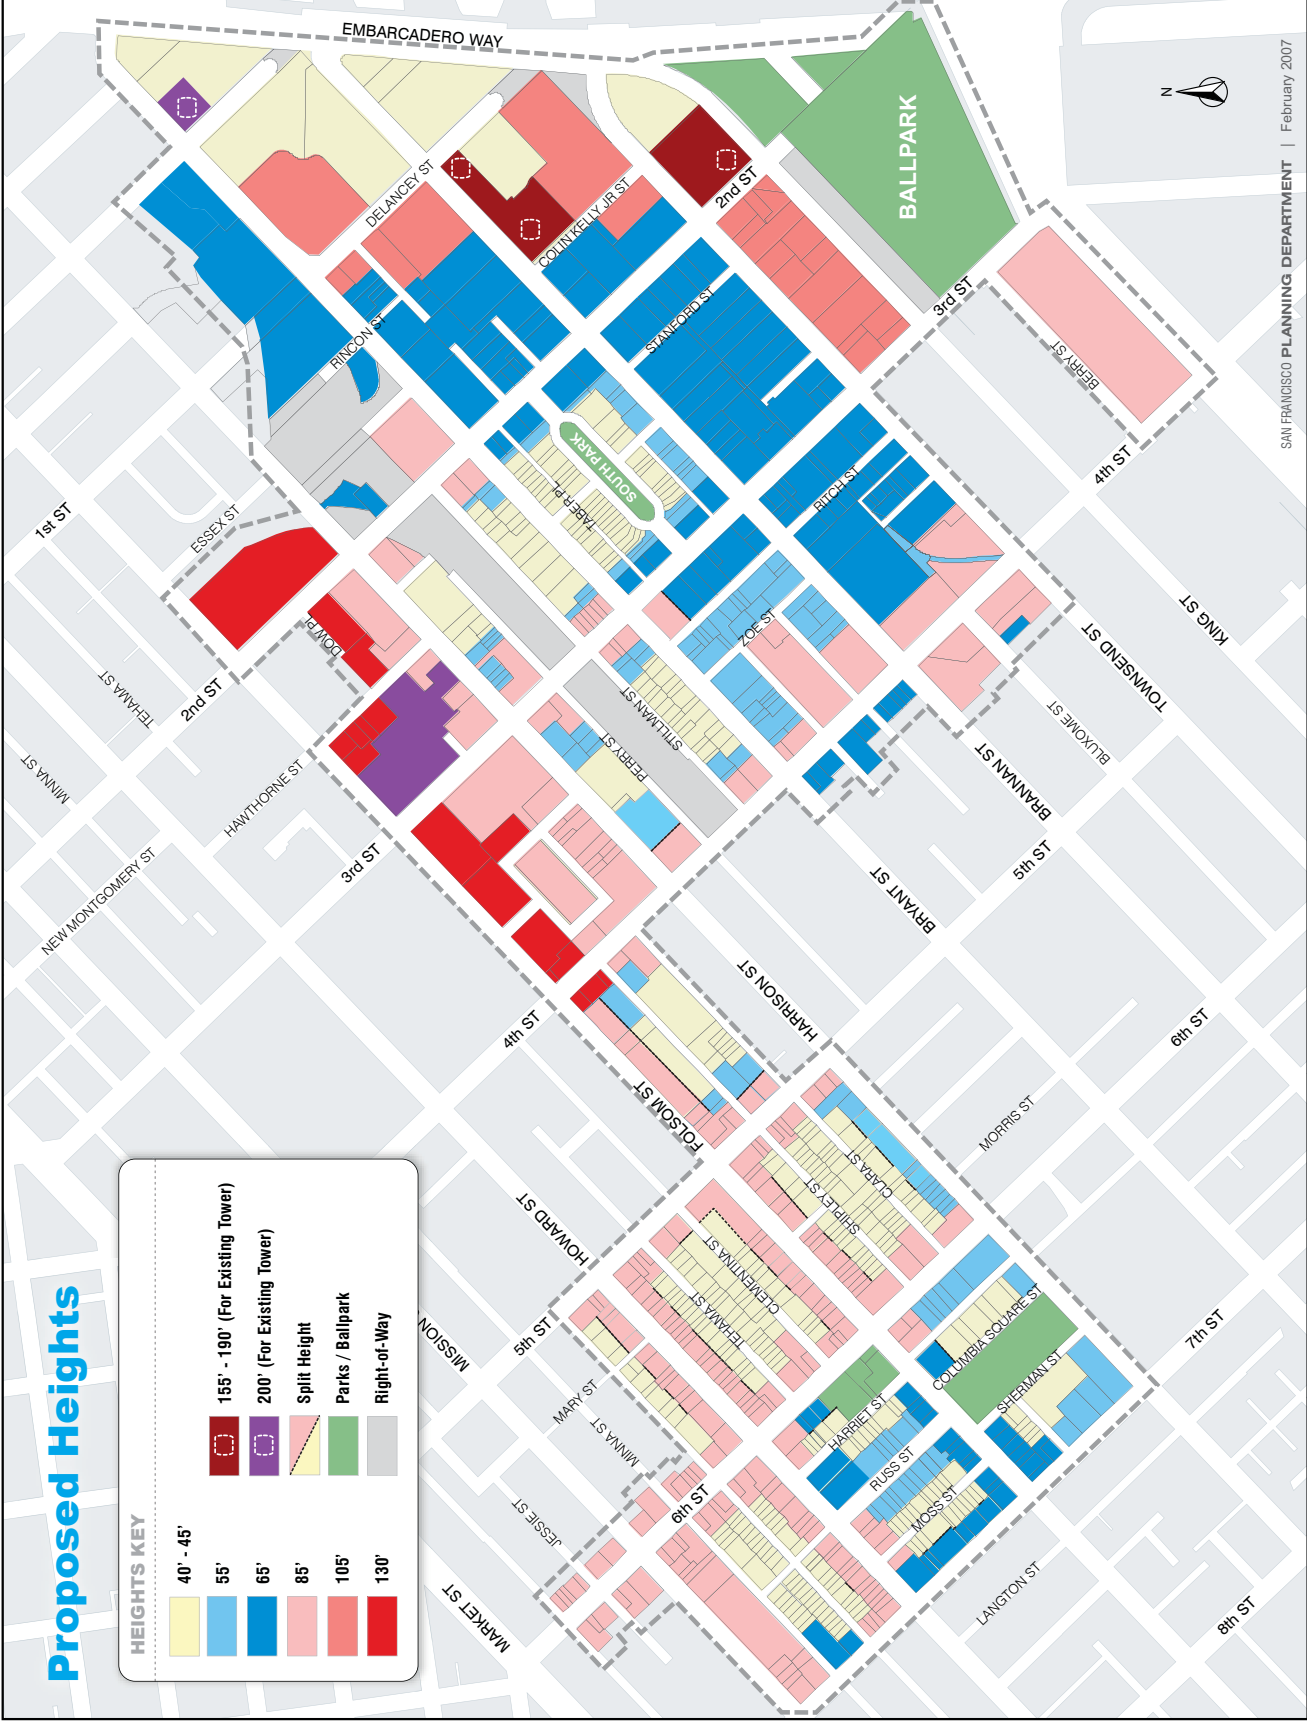 Proposed Heights
HEIGHTS KEY
40' - 45'
55'
65'
85'
105'
130'
155' - 190' (For Existing Tower)
200' (For Existing Tower)
Split Height
Parks / Ballpark
Right-of-Way
EMBARCADERO WAY
BALLPARK
N
SAN FRANCISCO PLANNING DEPARTMENT | February 2007
DELANCEY ST
COLIN KELLY JR ST
2nd ST
3rd ST
BERRY ST
4th ST
RINCON ST
STANFORD ST
SOUTH PARK
TABER PL
RITCH ST
1st ST
ESSEX ST
DOW PL
ZOE ST
KING ST
TOWNSEND ST
BLUXOME ST
BRANNAN ST
TEHAMA ST
2nd ST
MINNA ST
HAWTHORNE ST
NEW MONTGOMERY ST
3rd ST
STILLMAN ST
PERRY ST
BRYANT ST
5th ST
HARRISON ST
4th ST
FOLSOM ST
6th ST
MORRIS ST
CLARA ST
SHIPLEY ST
HOWARD ST
CLEMENTINA ST
TEHAMA ST
MISSION
5th ST
MARY ST
MINNA ST
JESSIE ST
MARKET ST
6th ST
HARRIET ST
RUSS ST
MOSS ST
COLUMBIA SQUARE ST
SHERMAN ST
7th ST
LANGTON ST
8th ST